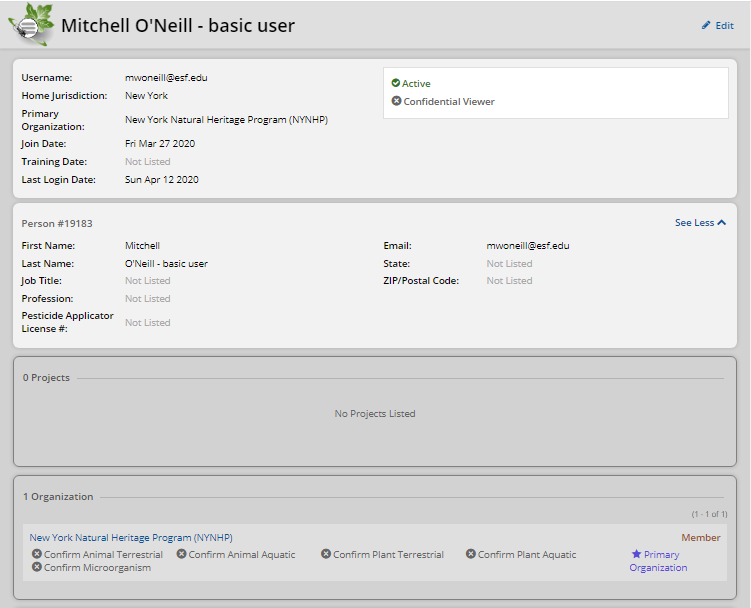 Mitchell O'Neill - basic user
Edit
Username: mwoneill@esf.edu
Home Jurisdiction: New York
Primary
Organization: New York Natural Heritage Program (NYNHP)
Join Date: Fri Mar 27 2020
Training Date: Not Listed
Last Login Date: Sun Apr 12 2020
Active
Confidential Viewer
Person #19183
See Less
First Name: Mitchell
Last Name: O'Neill - basic user
Job Title: Not Listed
Profession: Not Listed
Pesticide Applicator
License #: Not Listed
Email: mwoneill@esf.edu
State: Not Listed
ZIP/Postal Code: Not Listed
0 Projects
No Projects Listed
1 Organization
(1 - 1 of 1)
New York Natural Heritage Program (NYNHP)
Member
Confirm Animal Terrestrial Confirm Animal Aquatic Confirm Plant Terrestrial Confirm Plant Aquatic
Confirm Microorganism
Primary
Organization